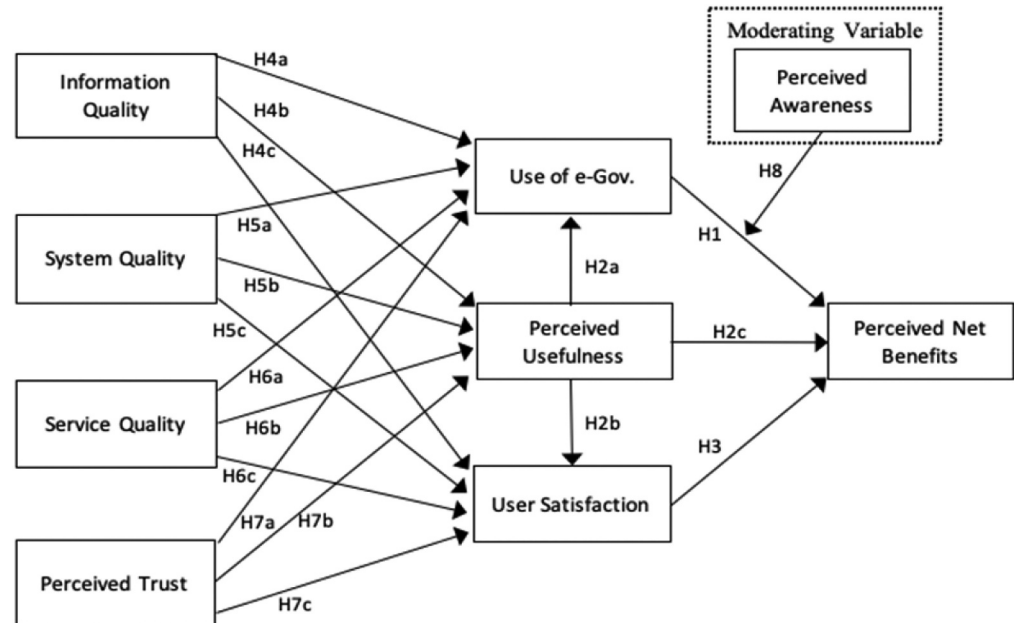 Moderating Variable
Perceived
Awareness
Information
Quality
H4a
H4b
H4c
Use of e-Gov.
H8
H1
System Quality
H5a
H5b
H5c
H2a
Perceived
Usefulness
H2c
Perceived Net
Benefits
Service Quality
H6a
H6b
H6c
H2b
H3
User Satisfaction
Perceived Trust
H7a
H7b
H7c